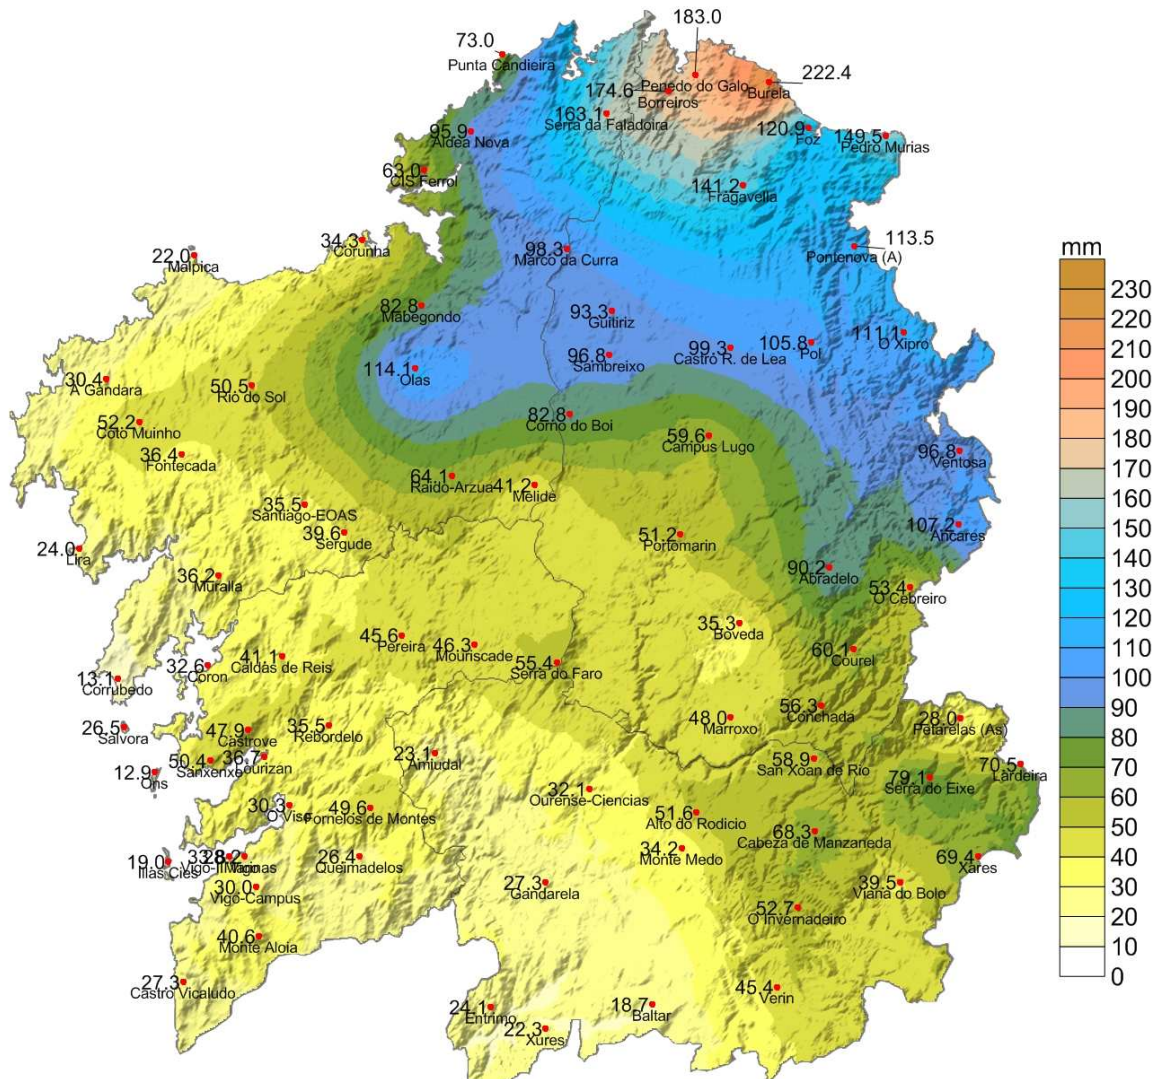 183.0
73.0
Punta Candieira
222.4
Penedo do Galo
Burela
174.6
Borreiros
163.1
Serra da Faladoira
95.9
Aldea Nova
120.9
Foz
149.5
Pedro Murias
63.0
CIS Ferrol
141.2
Fragavella
34.3
Corunha
22.0
Malpica
98.3
Marco da Curra
113.5
Pontenova (A)
mm
82.8
Mabegondo
93.3
Guitiriz
230
220
210
200
190
180
170
160
150
140
130
120
110
100
90
80
70
60
50
40
30
20
10
0
96.8
Sambreixo
99.3
Castro R. de Lea
105.8
Pol
111.1
O Xipro
114.1
Olas
30.4
A Gandara
50.5
Rio do Sol
52.2
Coto Muinho
82.8
Corno do Boi
59.6
Campus Lugo
36.4
Fontecada
96.8
Ventosa
64.1
Raido-Arzua
41.2
Melide
35.5
Santiago-EOAS
39.6
Sergude
51.2
Portomarin
107.2
Ancares
24.0
Lira
36.2
Muralla
90.2
Abradelo
53.4
O Cebreiro
45.6
Pereira
46.3
Mouriscade
35.3
Boveda
60.1
Courel
32.6
Coron
41.1
Caldas de Reis
55.4
Serra do Faro
13.1
Corrubedo
26.5
Salvora
47.9
Castrove
35.5
Rebordelo
48.0
Marroxo
56.3
Conchada
28.0
Petarelas (As)
50.4
Sanxenxo
36.7
Lourizan
23.1
Amiudal
58.9
San Xoan de Rio
70.5
Lardeira
12.9
Ons
32.1
Ourense-Ciencias
79.1
Serra do Eixe
30.3
O Viso
49.6
Fornelos de Montes
51.6
Alto do Rodicio
68.3
Cabeza de Manzaneda
19.0
Illas Cies
26.4
Queimadelos
34.2
Monte Medo
69.4
Xares
30.0
Vigo-Campus
27.3
Gandarela
39.5
Viana do Bolo
52.7
O Invernadeiro
40.6
Monte Aloia
27.3
Castro Vicaludo
24.1
Entrimo
22.3
Xures
18.7
Baltar
45.4
Verin